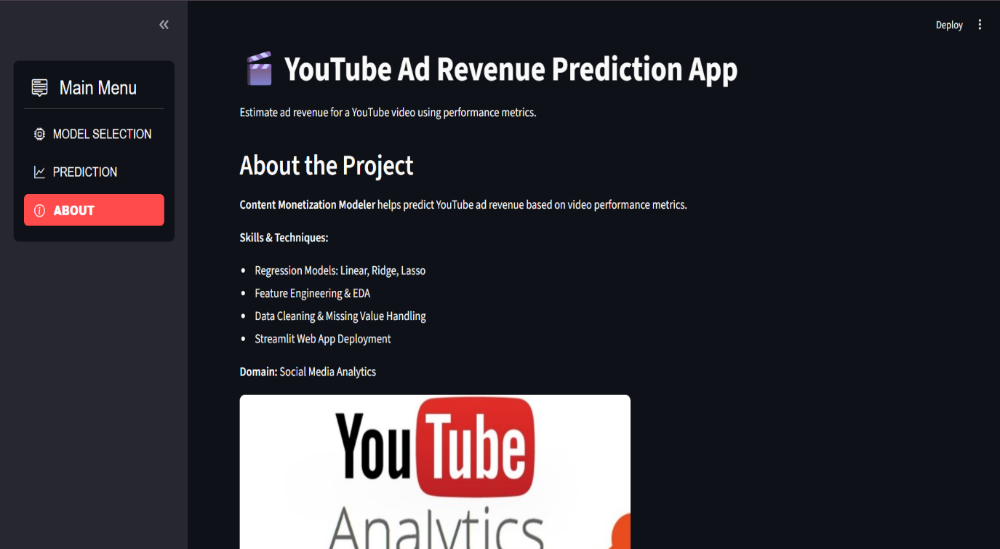 Deploy
Main Menu
MODEL SELECTION
PREDICTION
ABOUT
YouTube Ad Revenue Prediction App
Estimate ad revenue for a YouTube video using performance metrics.
About the Project
Content Monetization Modeler helps predict YouTube ad revenue based on video performance metrics.
Skills & Techniques:
• Regression Models: Linear, Ridge, Lasso
• Feature Engineering & EDA
• Data Cleaning & Missing Value Handling
• Streamlit Web App Deployment
Domain: Social Media Analytics
YouTube
Analytics